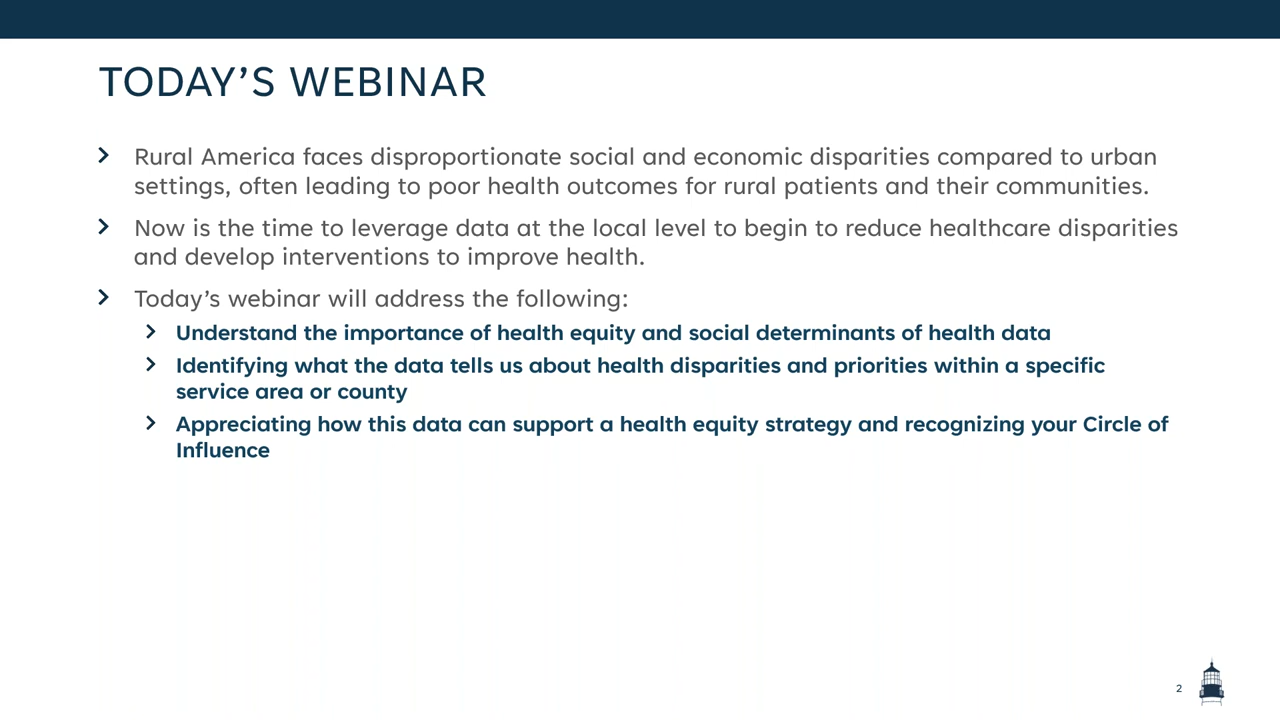 TODAY’S WEBINAR
Rural America faces disproportionate social and economic disparities compared to urban
settings, often leading to poor health outcomes for rural patients and their communities.
Now is the time to leverage data at the local level to begin to reduce healthcare disparities
and develop interventions to improve health.
Today’s webinar will address the following:
Understand the importance of health equity and social determinants of health data
Identifying what the data tells us about health disparities and priorities within a specific
service area or county
Appreciating how this data can support a health equity strategy and recognizing your Circle of
Influence
2